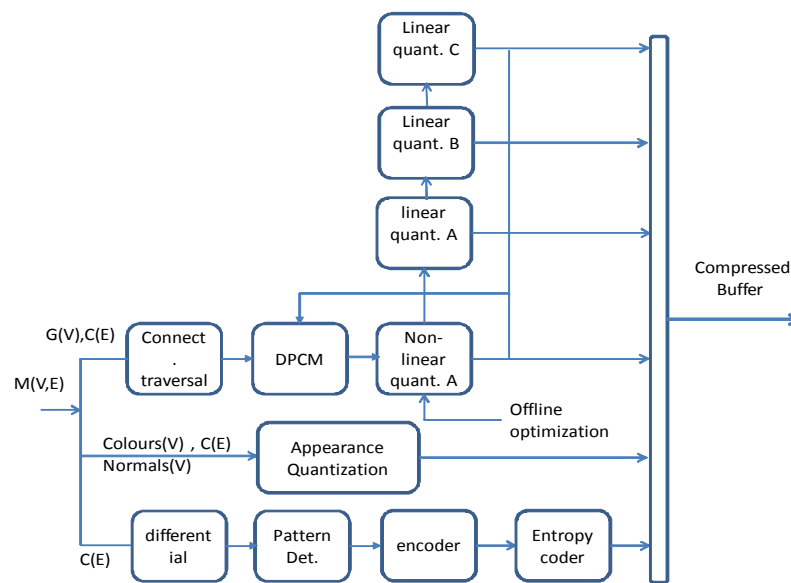 Linear
quant. C
Linear
quant. B
linear
quant. A
Compressed
Buffer
G(V),C(E)
Connect
.
traversal
DPCM
Non-
linear
quant. A
M(V,E)
Offline
optimization
Colours(V) , C(E)
Normals(V)
Appearance
Quantization
C(E)
different
ial
Pattern
Det.
encoder
Entropy
coder